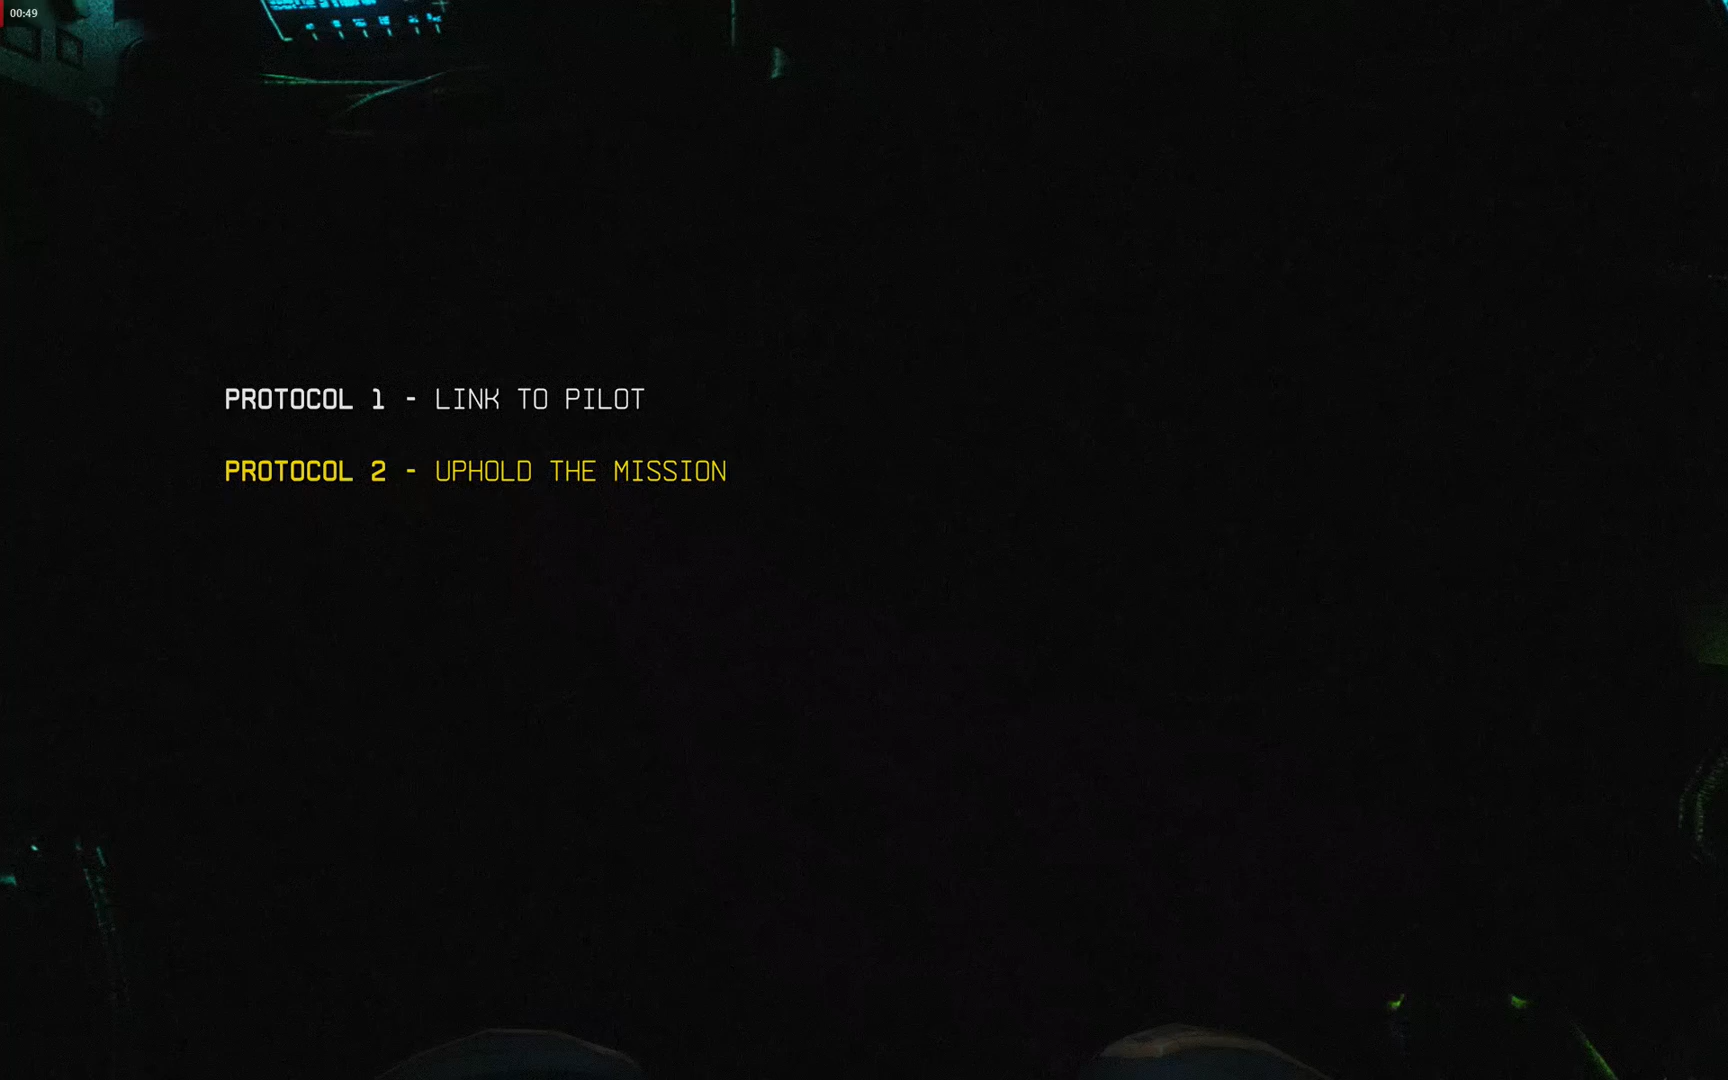 00:49
PROTOCOL 1 - LINK TO PILOT
PROTOCOL 2 - UPHOLD THE MISSION